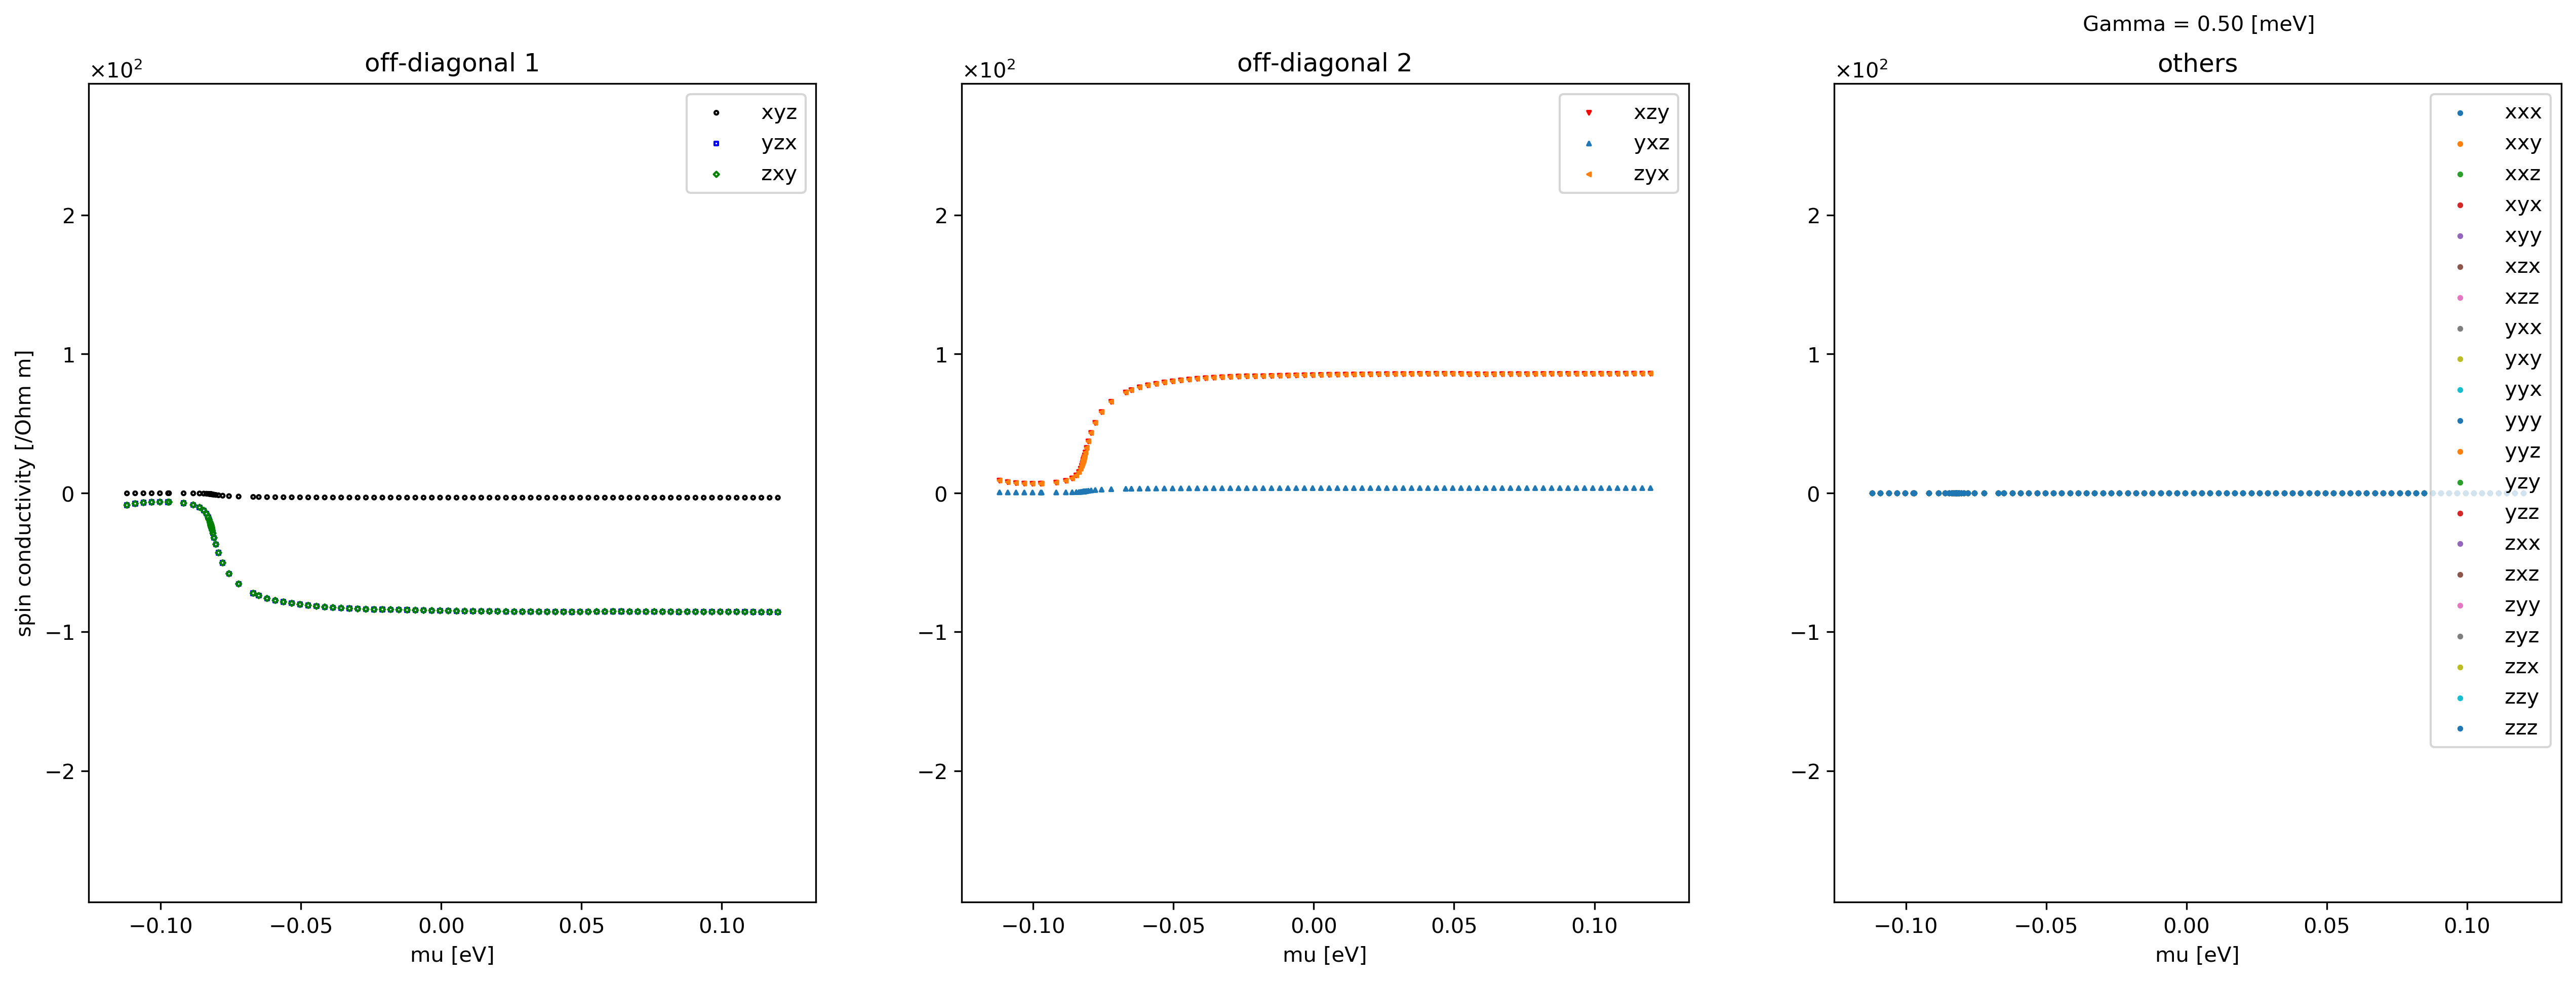 Gamma = 0.50 [meV]
×10²
off-diagonal 1
xyz
yzx
zxy
2
1
0
−1
−2
spin conductivity [/Ohm m]
−0.10
−0.05
0.00
0.05
0.10
mu [eV]
×10²
off-diagonal 2
xzy
yxz
zyx
2
1
0
−1
−2
−0.10
−0.05
0.00
0.05
0.10
mu [eV]
×10²
others
xxx
xxy
xxz
xyx
xyy
xzx
xzz
yxx
yxy
yyx
yyy
yyz
yzy
yzz
zxx
zxz
zyy
zyz
zzx
zzy
zzz
2
1
0
−1
−2
−0.10
−0.05
0.00
0.05
0.10
mu [eV]